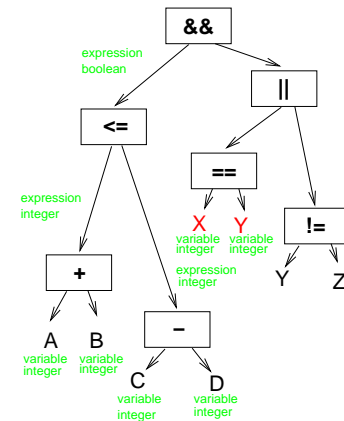 &&
expression
boolean
||
<=
==
X Y
variable variable
integer integer
expression
integer
!=
expression
integer
Y Z
+
A B
variable variable
integer integer
–
C D
variable variable
integer integer